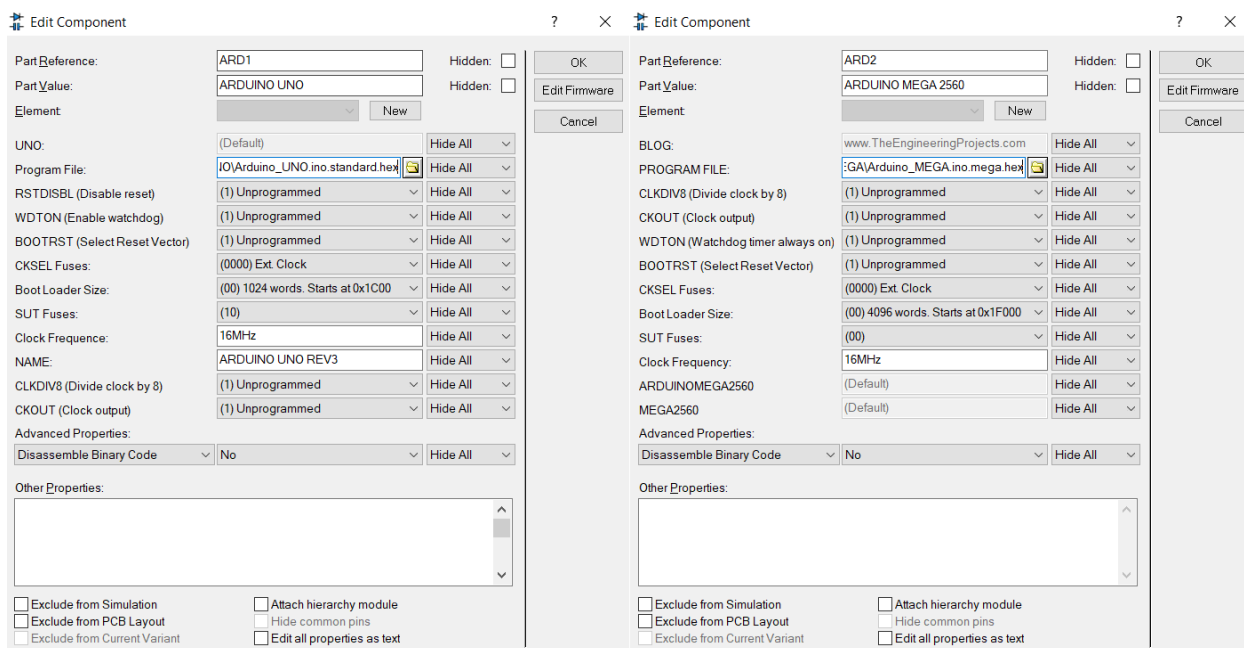 Edit Component ? ×
Part Reference: ARD1 Hidden: OK
Part Value: ARDUINO UNO Hidden: Edit Firmware
Element: New Cancel
UNO: (Default) Hide All
Program File: JO\Arduino_UNO.ino.standard.hex Hide All
RSTDISBL (Disable reset) (1) Unprogrammed Hide All
WDTON (Enable watchdog) (1) Unprogrammed Hide All
BOOTRST (Select Reset Vector) (1) Unprogrammed Hide All
CKSEL Fuses: (0000) Ext. Clock Hide All
Boot Loader Size: (00) 1024 words. Starts at 0x1C00 Hide All
SUT Fuses: (10) Hide All
Clock Frequence: 16MHz Hide All
NAME: ARDUINO UNO REV3 Hide All
CLKDIV8 (Divide clock by 8) (1) Unprogrammed Hide All
CKOUT (Clock output) (1) Unprogrammed Hide All
Advanced Properties:
Disassemble Binary Code No Hide All
Other Properties:
Exclude from Simulation Attach hierarchy module
Exclude from PCB Layout Hide common pins
Exclude from Current Variant Edit all properties as text
Edit Component ? ×
Part Reference: ARD2 Hidden: OK
Part Value: ARDUINO MEGA 2560 Hidden: Edit Firmware
Element: New Cancel
BLOG: www.TheEngineeringProjects.com Hide All
PROGRAM FILE: EGA\Arduino_MEGA.ino.mega.hex Hide All
CLKDIV8 (Divide clock by 8) (1) Unprogrammed Hide All
CKOUT (Clock output) (1) Unprogrammed Hide All
WDTON (Watchdog timer always on) (1) Unprogrammed Hide All
BOOTRST (Select Reset Vector) (1) Unprogrammed Hide All
CKSEL Fuses: (0000) Ext. Clock Hide All
Boot Loader Size: (00) 4096 words. Starts at 0x1F000 Hide All
SUT Fuses: (00) Hide All
Clock Frequency: 16MHz Hide All
ARDUINOMEGA2560 (Default) Hide All
MEGA2560 (Default) Hide All
Advanced Properties:
Disassemble Binary Code No Hide All
Other Properties:
Exclude from Simulation Attach hierarchy module
Exclude from PCB Layout Hide common pins
Exclude from Current Variant Edit all properties as text